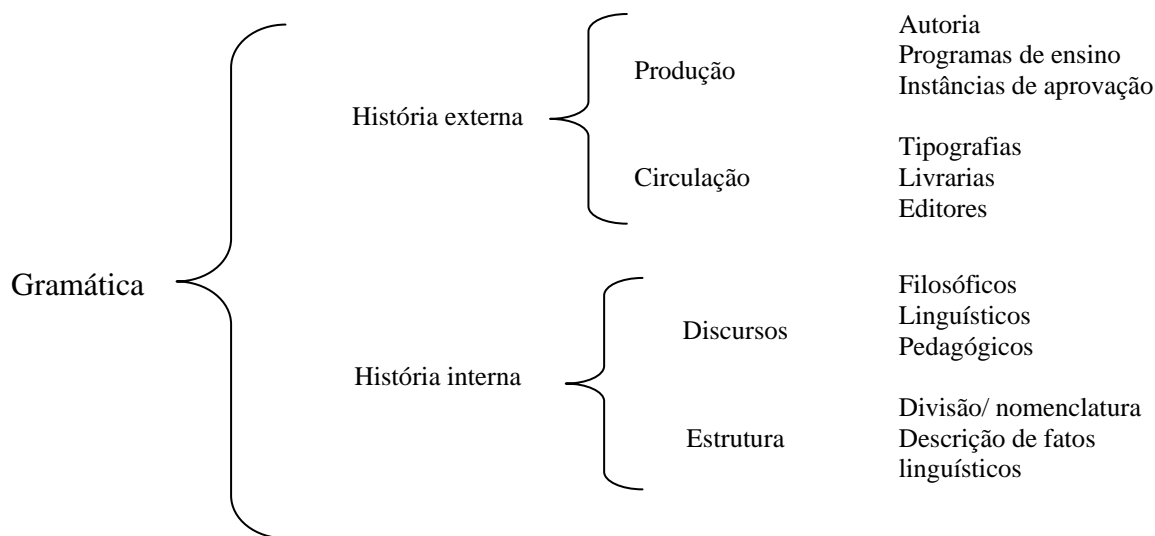 Autoria
Programas de ensino
Produção
Instâncias de aprovação
História externa
Tipografias
Circulação
Livrarias
Editores
Gramática
Filosóficos
Discursos
Linguísticos
Pedagógicos
História interna
Divisão/ nomenclatura
Estrutura
Descrição de fatos
linguísticos